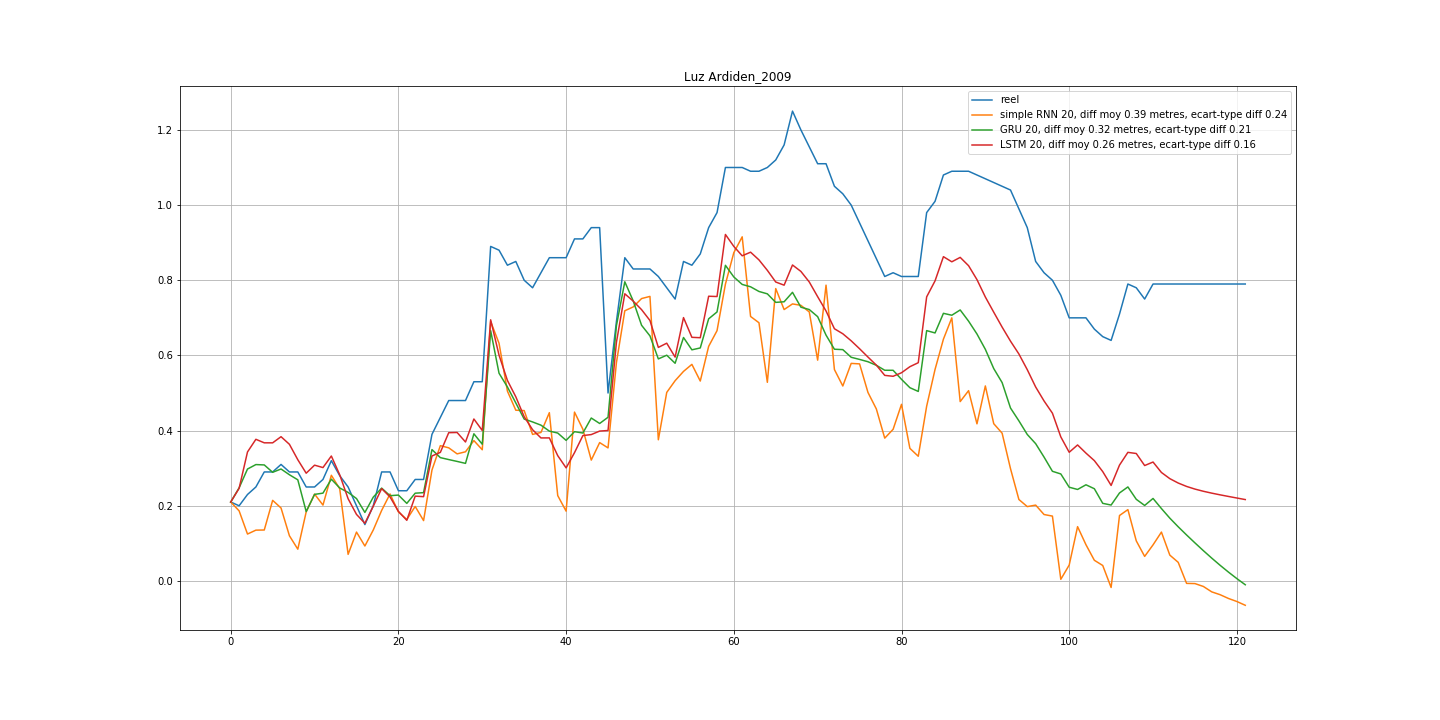 Luz Ardiden_2009
reel
simple RNN 20, diff moy 0.39 metres, ecart-type diff 0.24
GRU 20, diff moy 0.32 metres, ecart-type diff 0.21
LSTM 20, diff moy 0.26 metres, ecart-type diff 0.16
1.2
1.0
0.8
0.6
0.4
0.2
0.0
0 20 40 60 80 100 120